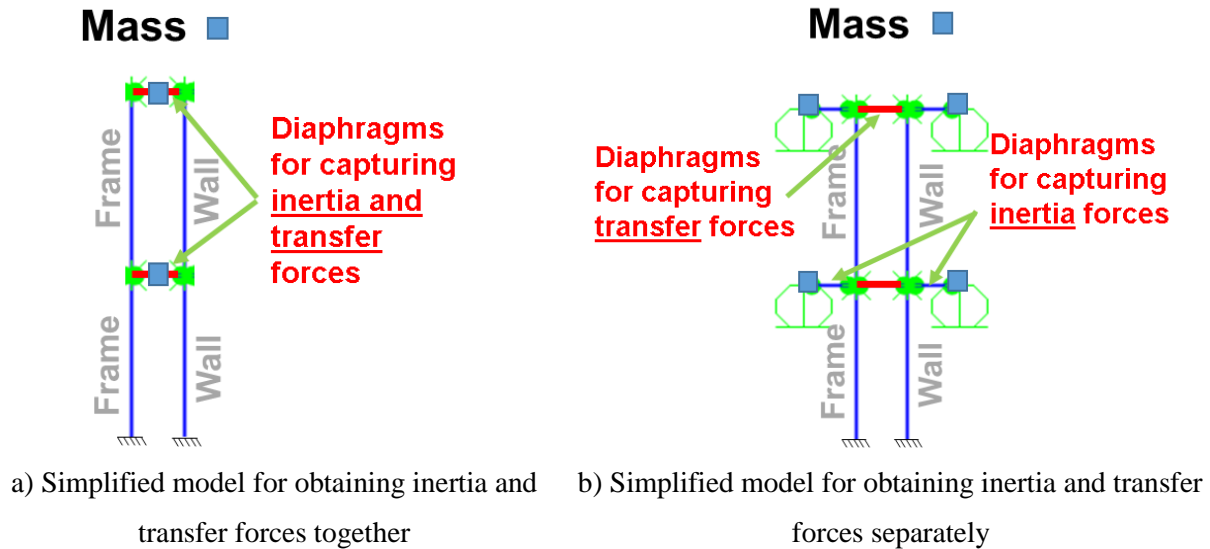 Mass
Diaphragms
for capturing
inertia and
transfer
forces
Frame
Wall
Frame
Wall
a) Simplified model for obtaining inertia and
transfer forces together
Mass
Diaphragms
for capturing
transfer forces
Diaphragms
for capturing
inertia forces
Frame
Wall
Frame
Wall
b) Simplified model for obtaining inertia and transfer
forces separately